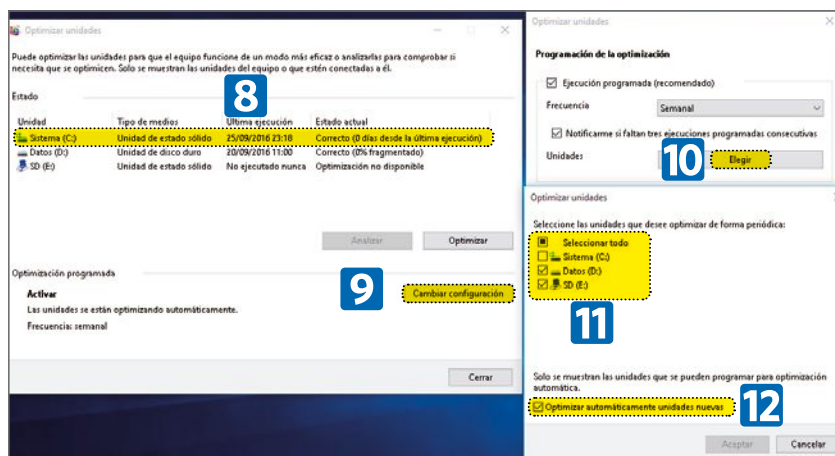 Optimizar unidades
Puede optimizar las unidades para que el equipo funcione de un modo más eficaz o analizarlas para comprobar si
necesita que se optimicen. Solo se muestran las unidades del equipo o que estén conectadas a él.
8
Estado
Unidad Tipo de medios Última ejecución Estado actual
Sistema (C:) Unidad de estado sólido 25/09/2016 23:18 Correcto (0 días desde la última ejecución)
Datos (D:) Unidad de disco duro 20/09/2016 11:00 Correcto (0% fragmentado)
SD (E:) Unidad de estado sólido No ejecutado nunca Optimización no disponible
Analizar Optimizar
Optimización programada
9
Activar Cambiar configuración
Las unidades se están optimizando automáticamente.
Frecuencia: semanal
Cerrar
Optimizar unidades
Programación de la optimización
Ejecución programada (recomendado)
Frecuencia Semanal
Notificarme si faltan tres ejecuciones programadas consecutivas
Unidades 10 Elegir
Optimizar unidades
Seleccione las unidades que desee optimizar de forma periódica:
Seleccionar todo
Sistema (C:)
Datos (D:)
SD (E:)
11
Solo se muestran las unidades que se pueden programar para optimización
automática.
Optimizar automáticamente unidades nuevas 12
Aceptar Cancelar